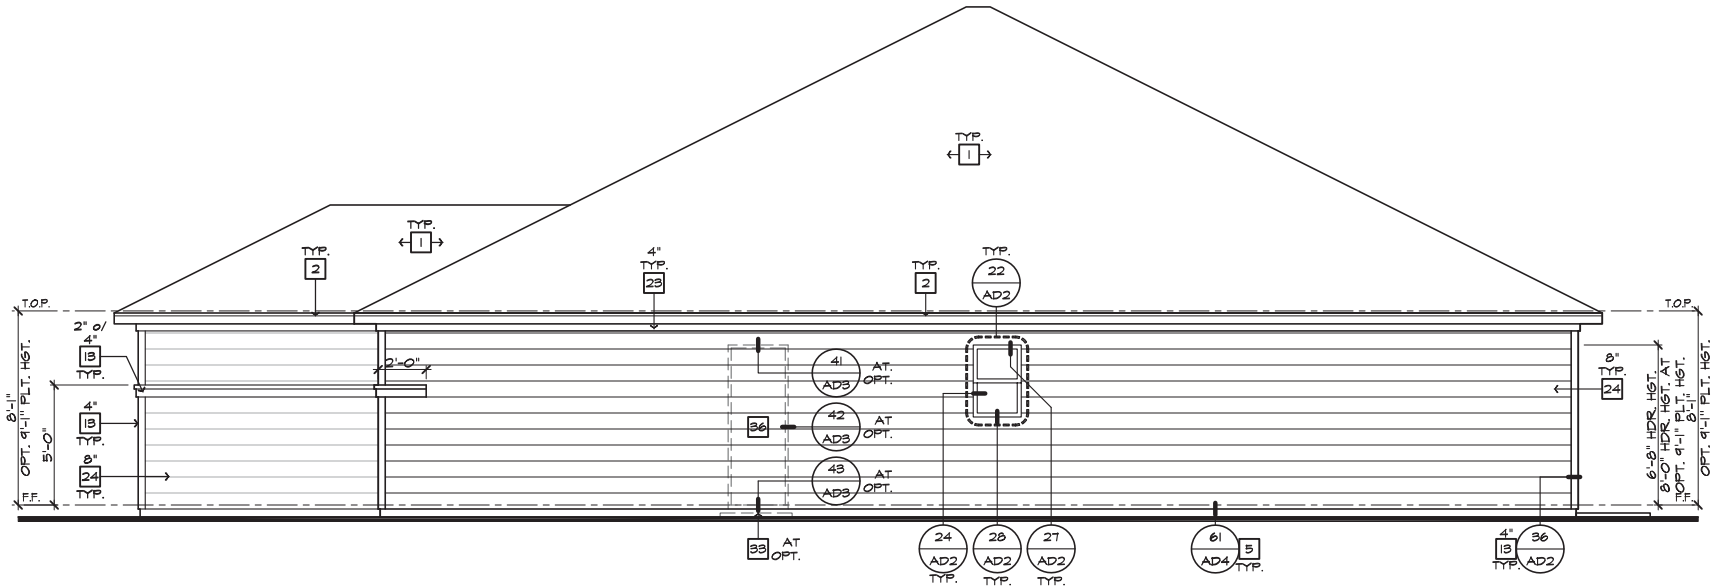 TYP.
1
TYP.
1
TYP.
2
4"
TYP.
23
TYP.
2
TYP.
22
AD2
T.O.P.
T.O.P.
2" o/
4"
13
TYP.
2'-0"
41
AD3
AT
OPT.
8"
TYP.
24
8'-1"
OPT. 9'-1" PLT. HGT.
5'-0"
4"
13
TYP.
36
42
AD3
AT
OPT.
8"
24
TYP.
43
AD3
AT
OPT.
6'-8" HDR. HGT.
8'-0" HDR. HGT. AT
OPT. 9'-1" PLT. HGT.
8'-1"
OPT. 9'-1" PLT. HGT.
F.F.
F.F.
33
AT
OPT.
24
AD2
TYP.
28
AD2
TYP.
27
AD2
TYP.
61
AD4
5
TYP.
4"
13
TYP.
36
AD2